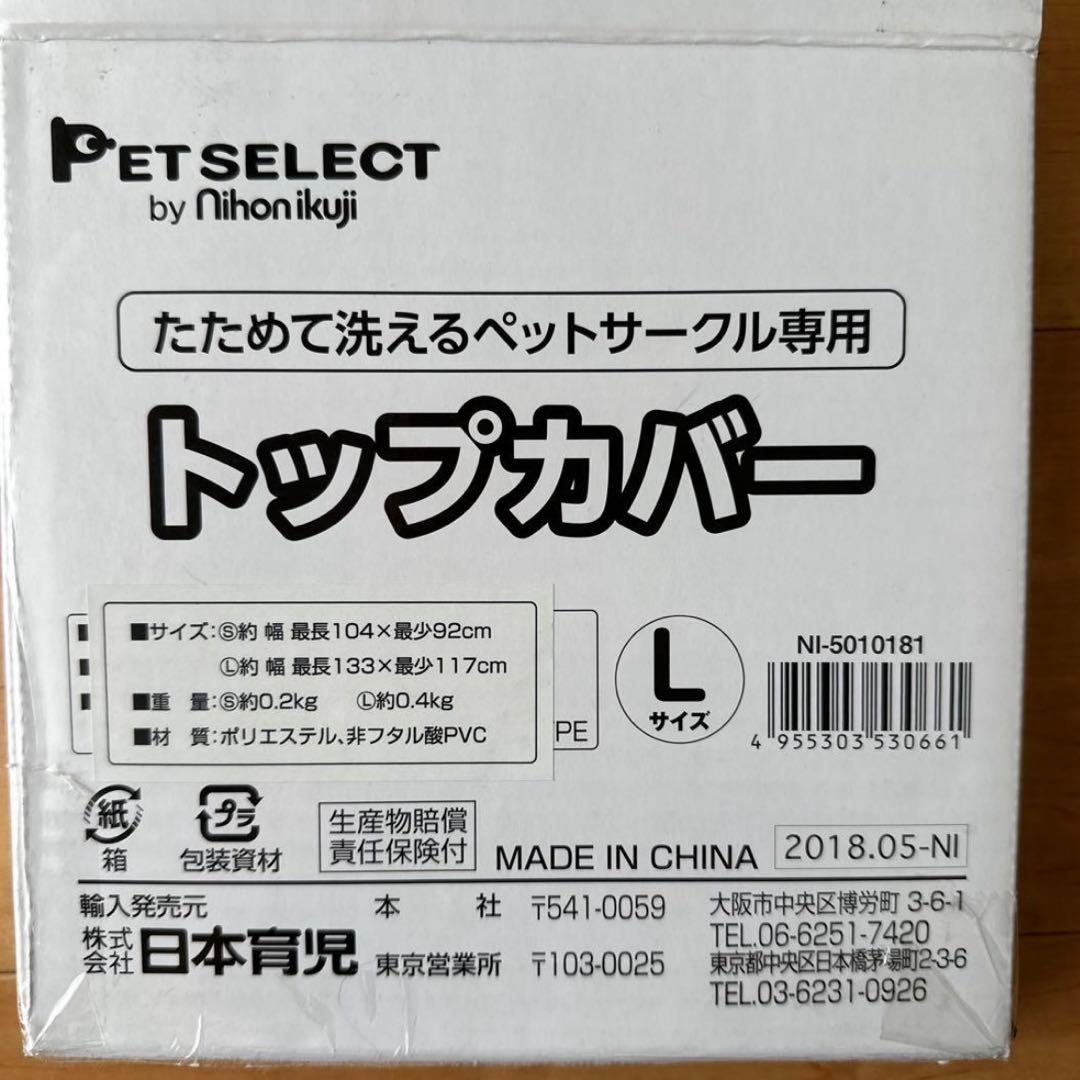 PET SELECT
by nihon ikuji
たためて洗えるペットサークル専用
トップカバー
■サイズ:Ⓢ約 幅 最長104×最少92cm
Ⓛ約 幅 最長133×最少117cm
■重 量:Ⓢ約0.2kg Ⓛ約0.4kg
■材 質:ポリエステル、非フタル酸PVC
PE
L
サイズ
NI-5010181
4 955303 530661
紙
箱
プラ
包装資材
生産物賠償
責任保険付
MADE IN CHINA
2018.05-NI
輸入発売元
株式会社 日本育児
本 社 〒541-0059 大阪市中央区博労町 3-6-1
TEL.06-6251-7420
東京営業所 〒103-0025 東京都中央区日本橋茅場町2-3-6
TEL.03-6231-0926